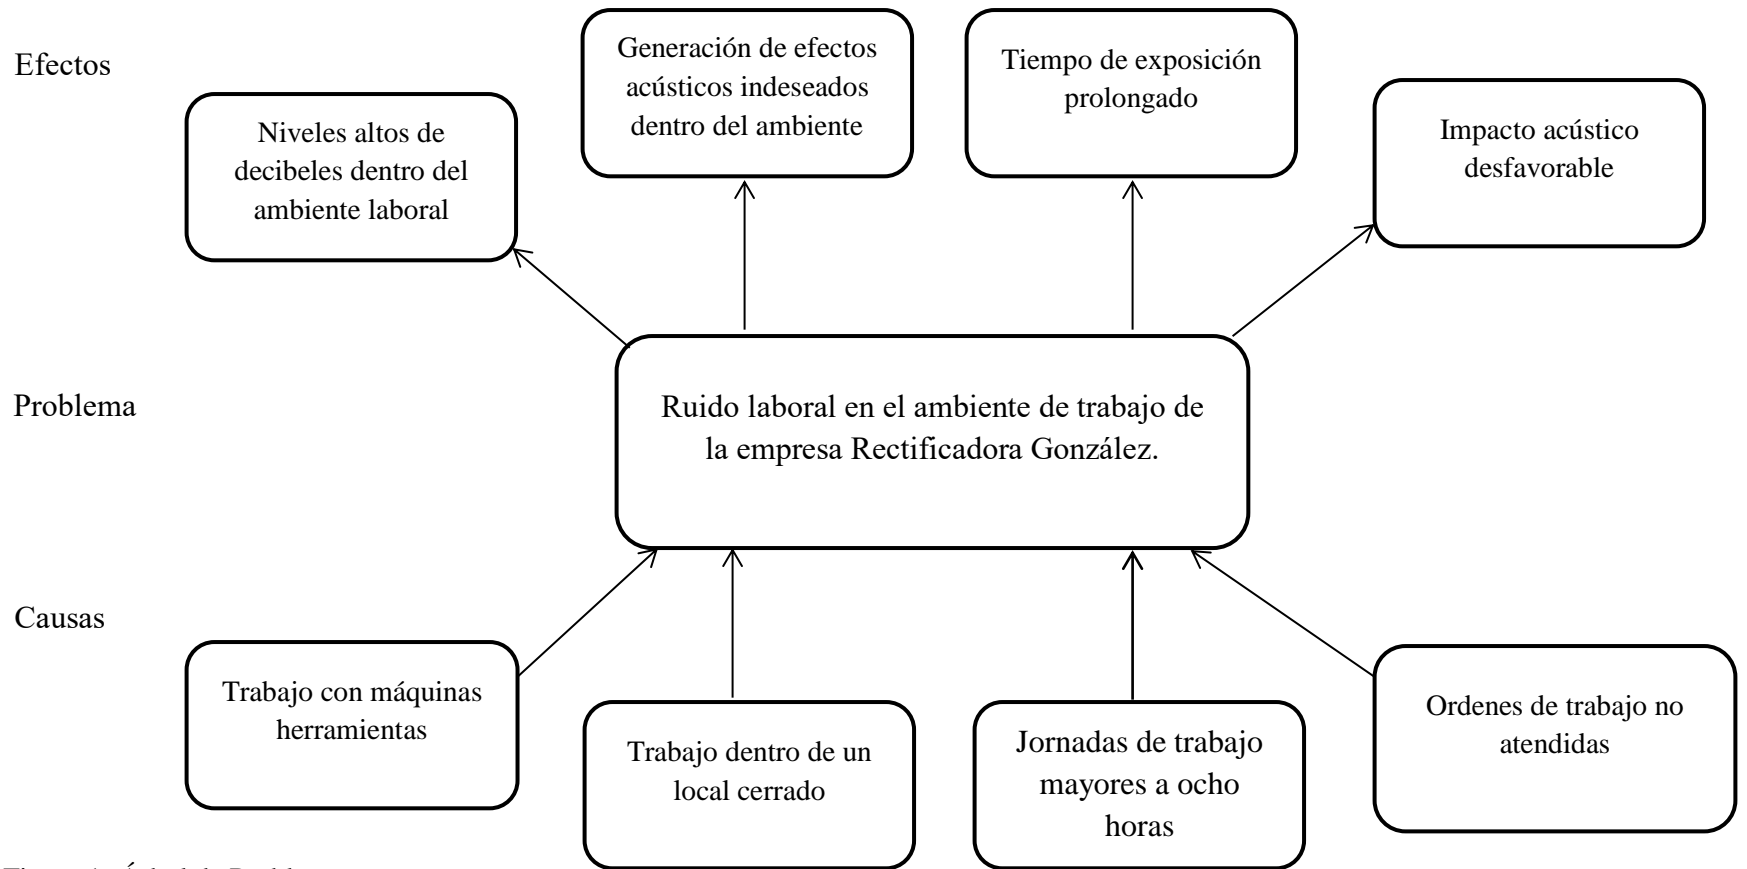 Efectos
Niveles altos de
decibeles dentro del
ambiente laboral
Generación de efectos
acústicos indeseados
dentro del ambiente
Tiempo de exposición
prolongado
Impacto acústico
desfavorable
Problema
Ruido laboral en el ambiente de trabajo de
la empresa Rectificadora González.
Causas
Trabajo con máquinas
herramientas
Trabajo dentro de un
local cerrado
Jornadas de trabajo
mayores a ocho
horas
Ordenes de trabajo no
atendidas